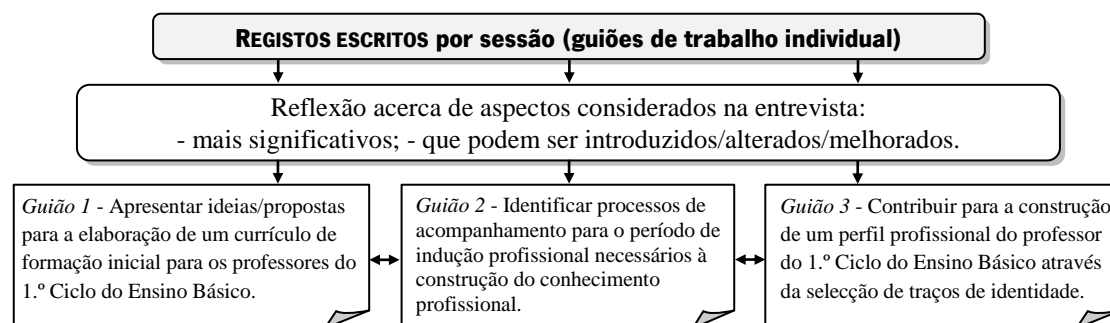 REGISTOS ESCRITOS por sessão (guiões de trabalho individual)
Reflexão acerca de aspectos considerados na entrevista:
- mais significativos; - que podem ser introduzidos/alterados/melhorados.
Guião 1 - Apresentar ideias/propostas
para a elaboração de um currículo de
formação inicial para os professores do
1.º Ciclo do Ensino Básico.
Guião 2 - Identificar processos de
acompanhamento para o período de
indução profissional necessários à
construção do conhecimento
profissional.
Guião 3 - Contribuir para a construção
de um perfil profissional do professor
do 1.º Ciclo do Ensino Básico através
da selecção de traços de identidade.